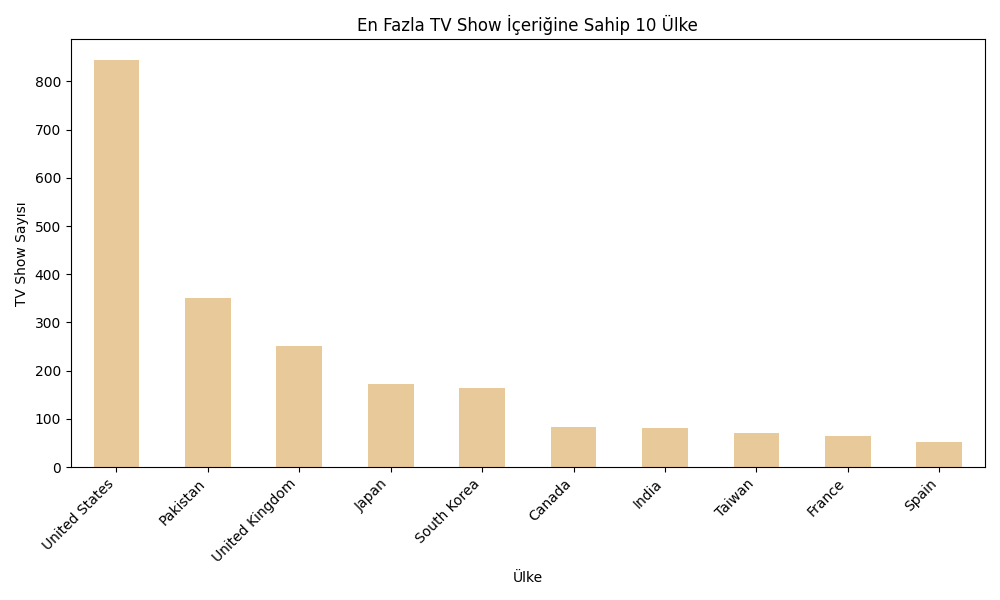 En Fazla TV Show İçeriğine Sahip 10 Ülke
TV Show Sayısı
800
700
600
500
400
300
200
100
0
United States
Pakistan
United Kingdom
Japan
South Korea
Canada
India
Taiwan
France
Spain
Ülke